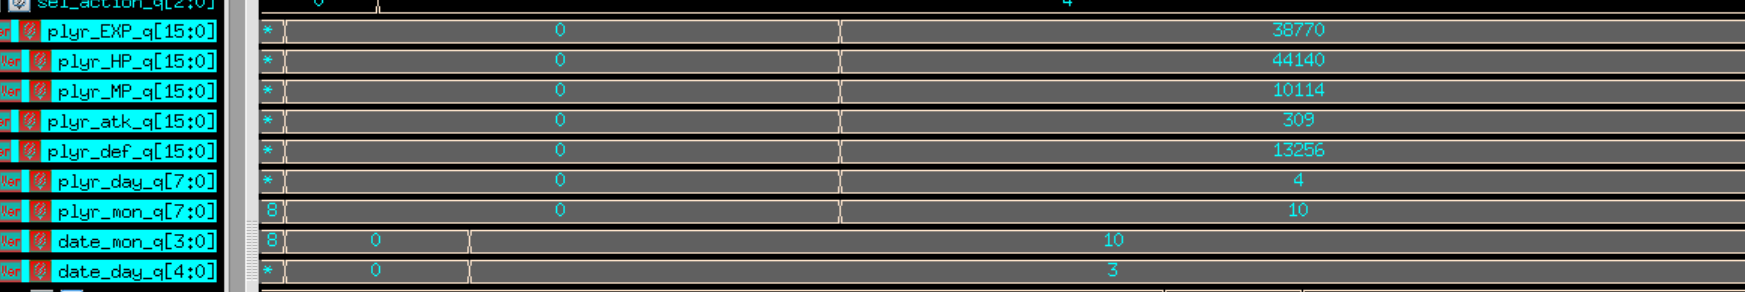 sel_action_q[2:0] 0 4
plyr_EXP_q[15:0] * 0 38770
plyr_HP_q[15:0] * 0 44140
plyr_MP_q[15:0] * 0 10114
plyr_atk_q[15:0] * 0 309
plyr_def_q[15:0] * 0 13256
plyr_day_q[7:0] * 0 4
plyr_mon_q[7:0] 8 0 10
date_mon_q[3:0] 8 0 10
date_day_q[4:0] * 0 3